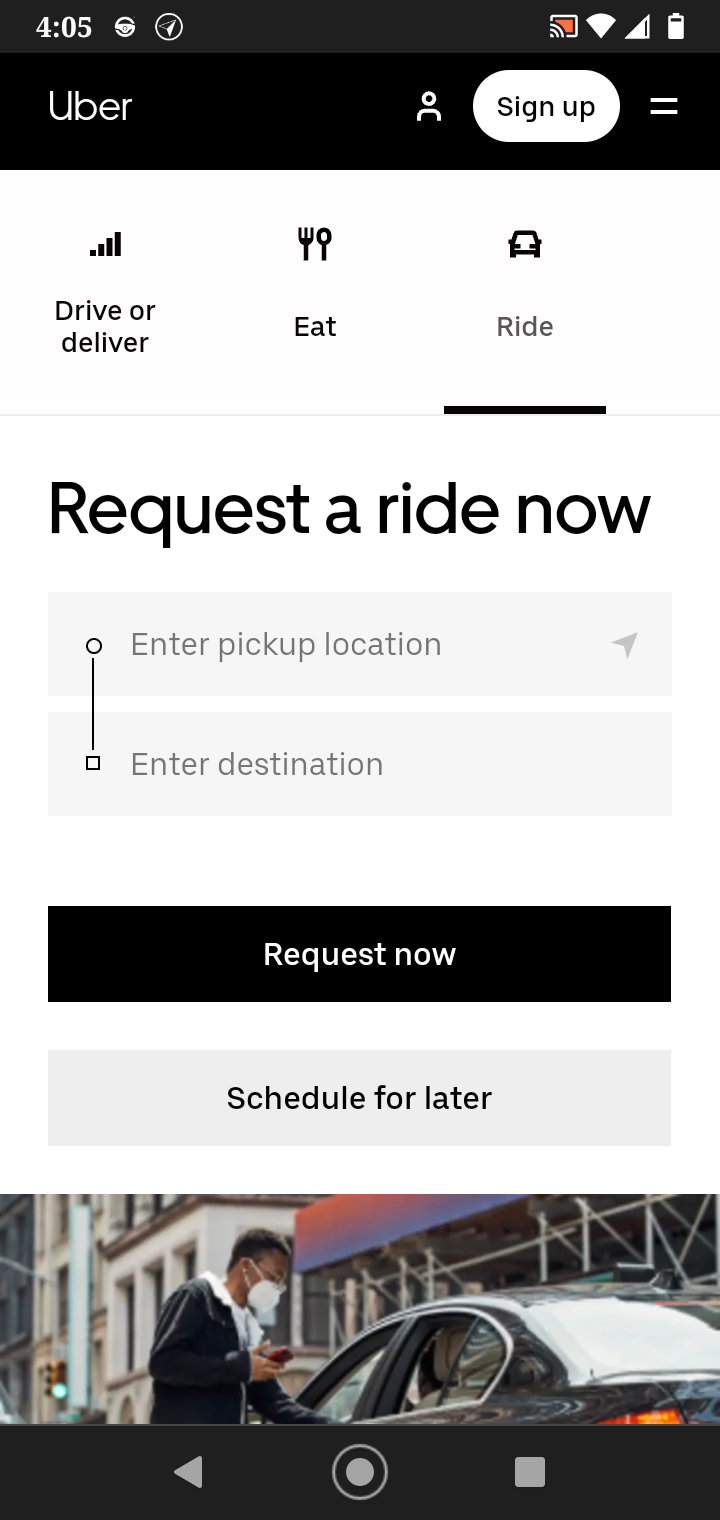 4:05
Uber
Sign up
Drive or
deliver
Eat
Ride
Request a ride now
Enter pickup location
Enter destination
Request now
Schedule for later